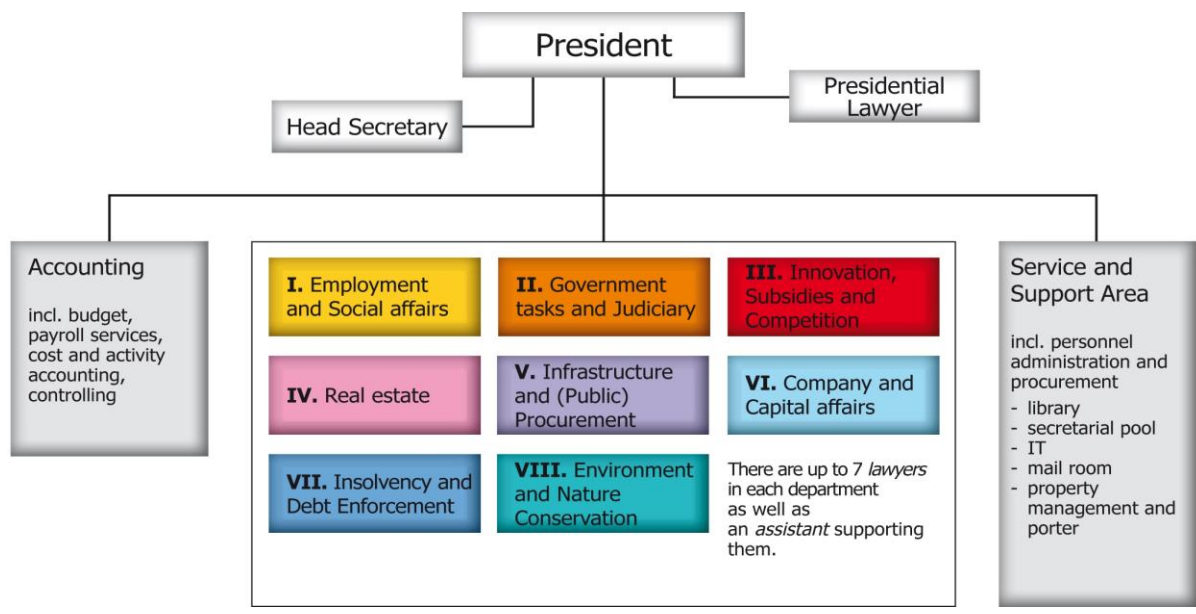 President
Presidential
Lawyer
Head Secretary
Accounting
incl. budget,
payroll services,
cost and activity
accounting,
controlling
I. Employment
and Social affairs
II. Government
tasks and Judiciary
III. Innovation,
Subsidies and
Competition
IV. Real estate
V. Infrastructure
and (Public)
Procurement
VI. Company and
Capital affairs
VII. Insolvency and
Debt Enforcement
VIII. Environment
and Nature
Conservation
There are up to 7 lawyers
in each department
as well as
an assistant supporting
them.
Service and
Support Area
incl. personnel
administration and
procurement
- library
- secretarial pool
- IT
- mail room
- property
management and
porter